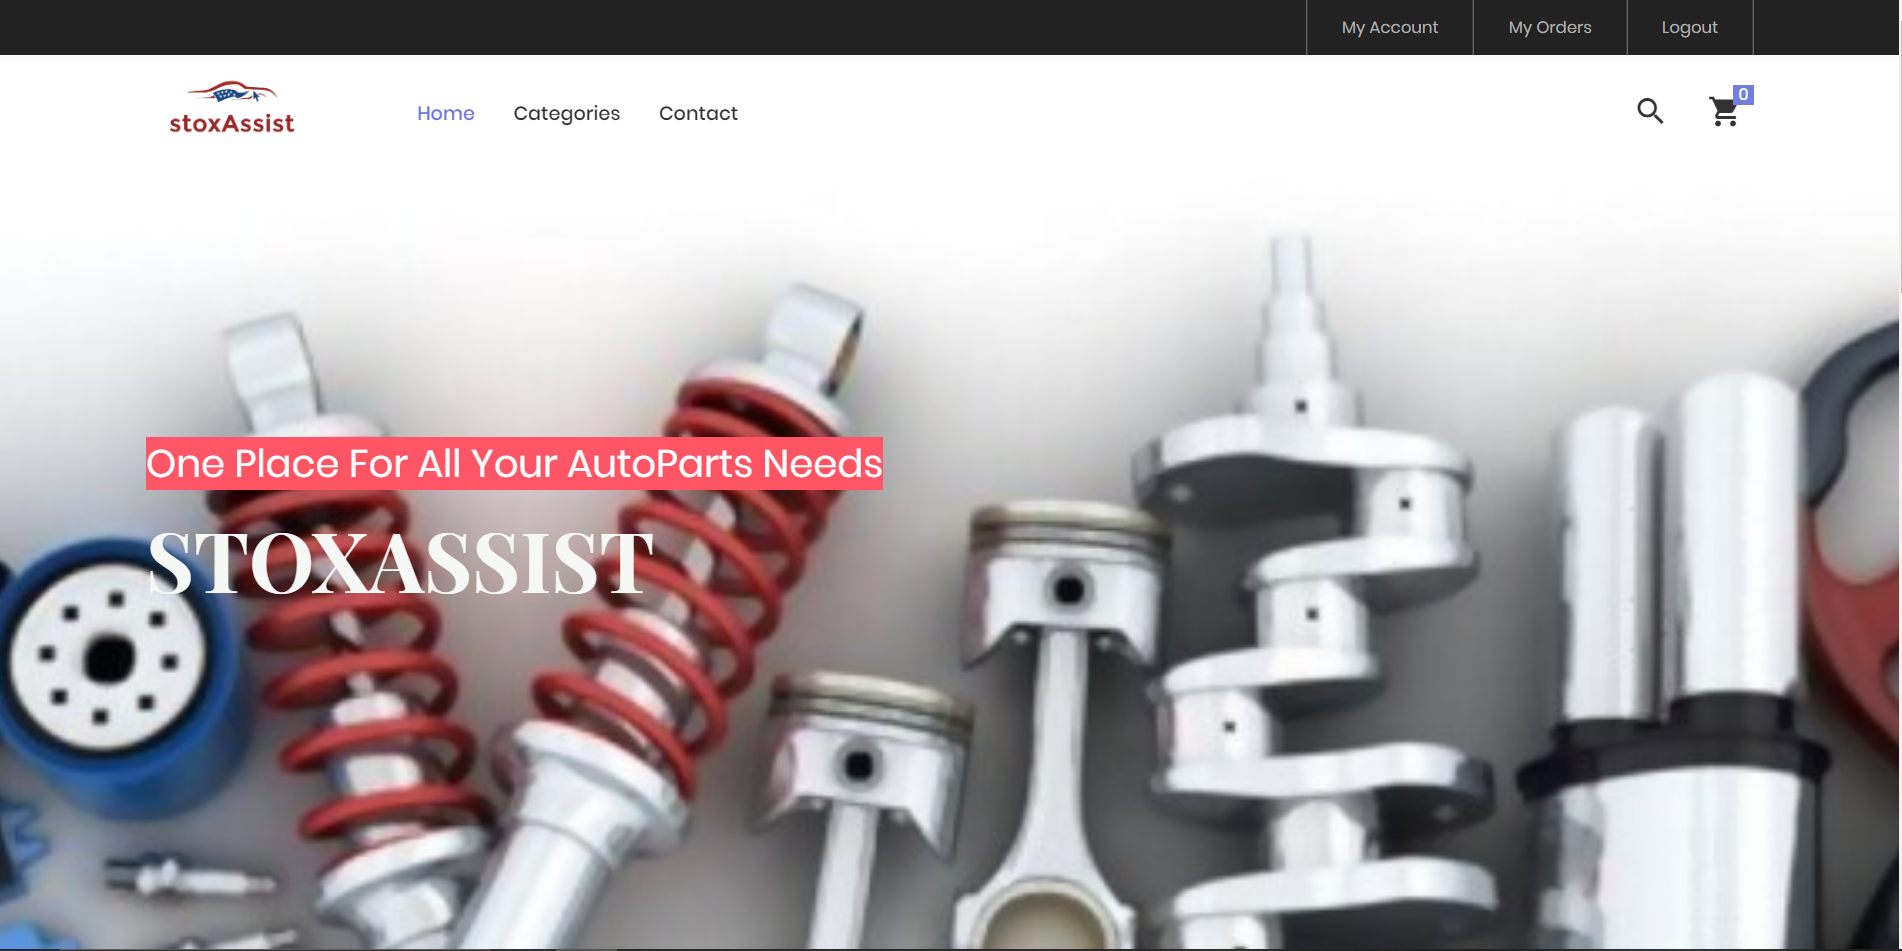 My Account My Orders Logout
stoxAssist
Home Categories Contact
0
One Place For All Your AutoParts Needs
STOXASSIST